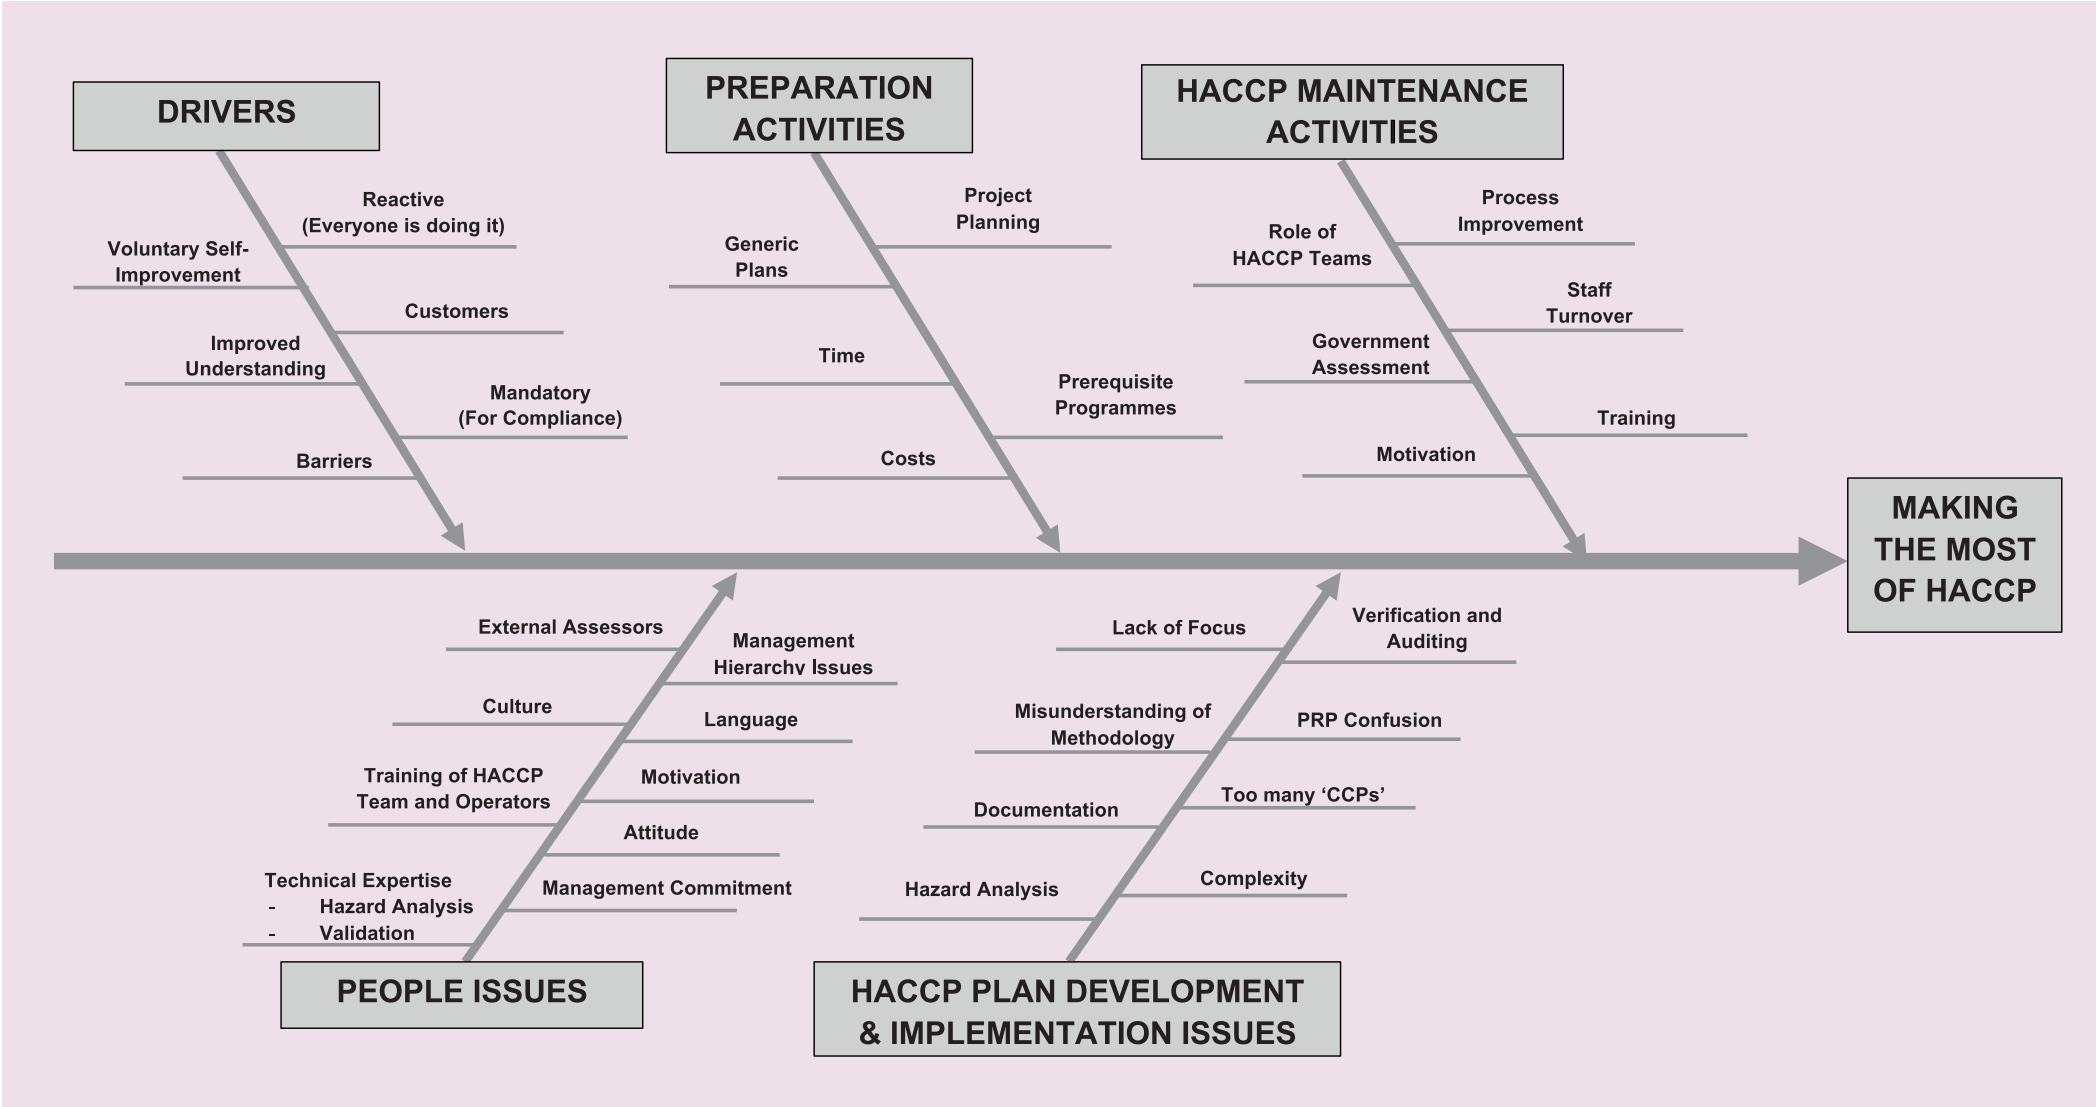 DRIVERS
Reactive
(Everyone is doing it)
Voluntary Self-
Improvement
Customers
Improved
Understanding
Mandatory
(For Compliance)
Barriers
PREPARATION
ACTIVITIES
Project
Planning
Generic
Plans
Time
Prerequisite
Programmes
Costs
HACCP MAINTENANCE
ACTIVITIES
Process
Improvement
Role of
HACCP Teams
Staff
Turnover
Government
Assessment
Training
Motivation
MAKING
THE MOST
OF HACCP
External Assessors
Management
Hierarchy Issues
Culture
Language
Training of HACCP
Team and Operators
Motivation
Attitude
Technical Expertise
- Hazard Analysis
- Validation
Management Commitment
PEOPLE ISSUES
Lack of Focus
Verification and
Auditing
Misunderstanding of
Methodology
PRP Confusion
Too many ‘CCPs’
Documentation
Hazard Analysis
Complexity
HACCP PLAN DEVELOPMENT
& IMPLEMENTATION ISSUES